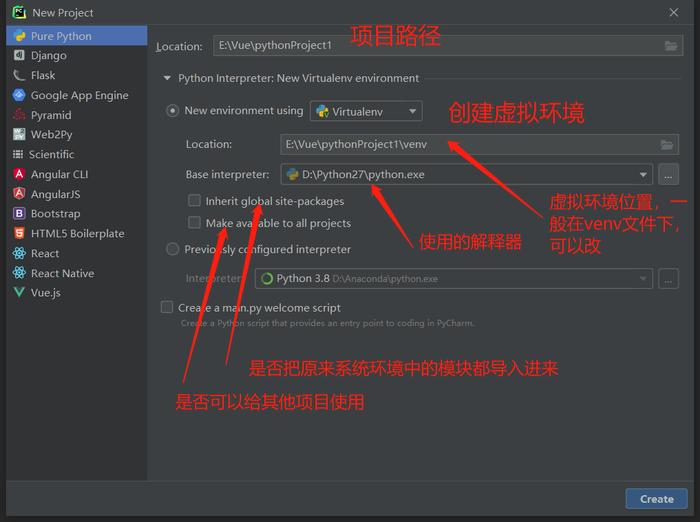 New Project
Pure Python
Django
Flask
Google App Engine
Pyramid
Web2Py
Scientific
Angular CLI
AngularJS
Bootstrap
HTML5 Boilerplate
React
React Native
Vue.js
Location: E:\Vue\pythonProject1
项目路径
Python Interpreter: New Virtualenv environment
New environment using Virtualenv
创建虚拟环境
Location: E:\Vue\pythonProject1\venv
Base interpreter: D:\Python27\python.exe ...
Inherit global site-packages
Make available to all projects
虚拟环境位置，一
般在venv文件下，
可以改
使用的解释器
Previously configured interpreter
Interpreter: Python 3.8 D:\Anaconda\python.exe ...
Create a main.py welcome script
Create a Python script that provides an entry point to coding in PyCharm.
是否把原来系统环境中的模块都导入进来
是否可以给其他项目使用
Create